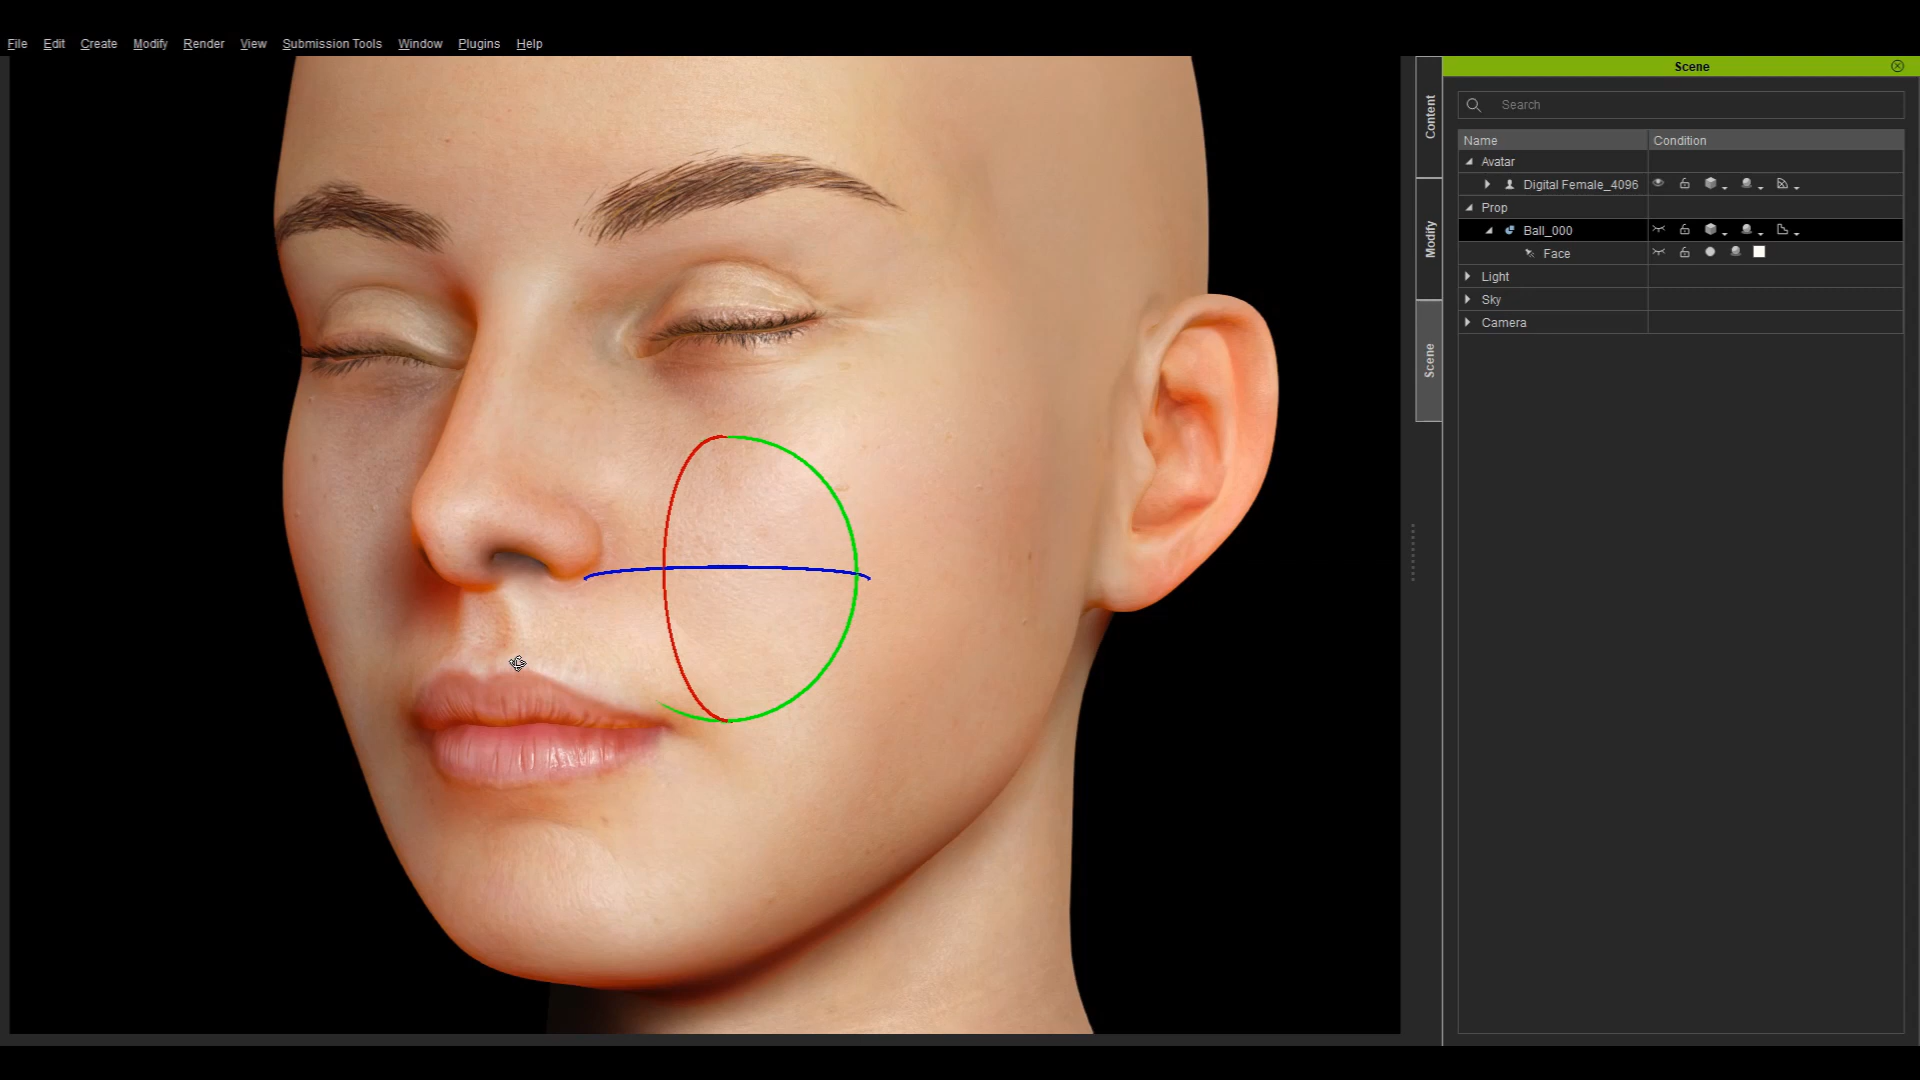 File Edit Create Modify Render View Submission Tools Window Plugins Help
Scene
Search
Content
Modify
Scene
Name Condition
Avatar
Digital Female_4096
Prop
Ball_000
Face
Light
Sky
Camera